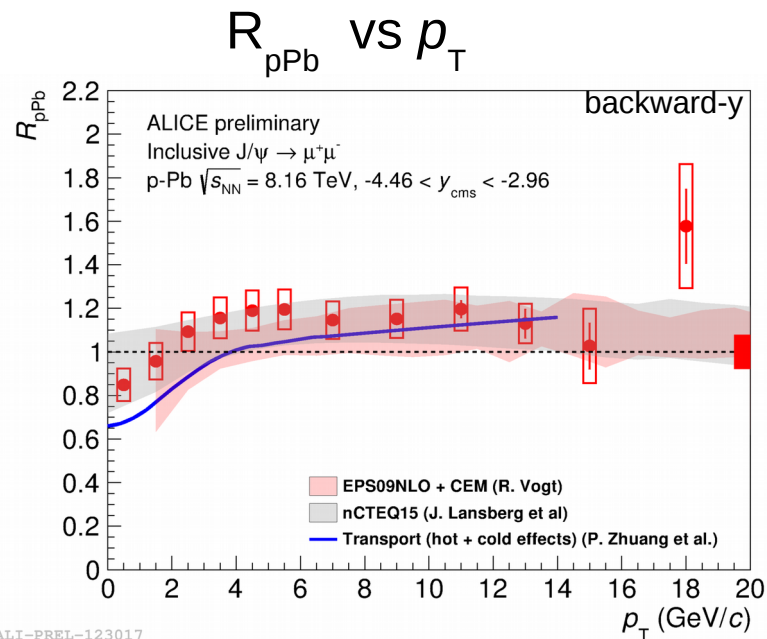 R_pPb vs p_T
backward-y
R_pPb
ALICE preliminary
Inclusive J/ψ → μ⁺μ⁻
p-Pb √s_NN = 8.16 TeV, -4.46 < y_cms < -2.96
2.2
2
1.8
1.6
1.4
1.2
1
0.8
0.6
0.4
0.2
0
EPS09NLO + CEM (R. Vogt)
nCTEQ15 (J. Lansberg et al)
Transport (hot + cold effects) (P. Zhuang et al.)
0 2 4 6 8 10 12 14 16 18 20
p_T (GeV/c)
ALI-PREL-123017